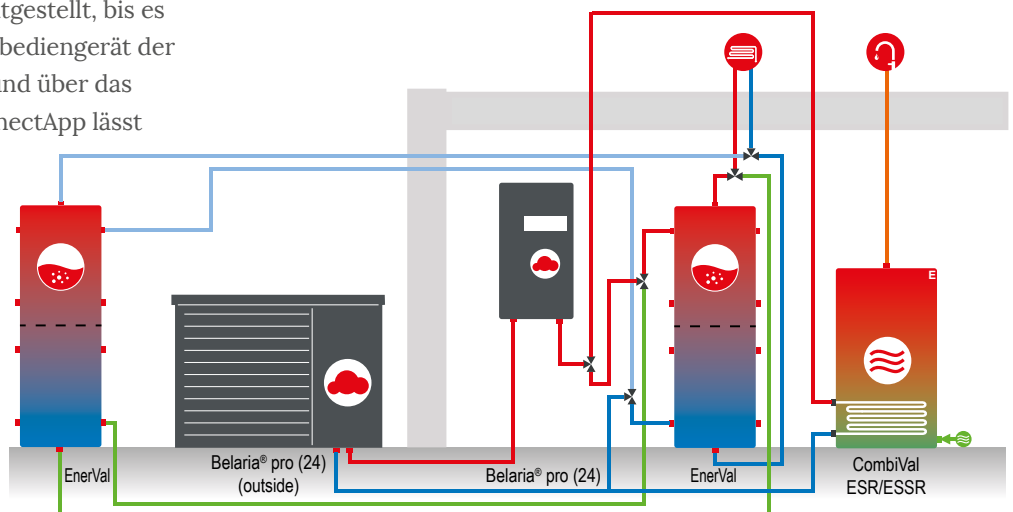 tgestellt, bis es
bediengerät der
und über das
nectApp lässt
E
EnerVal
Belaria® pro (24)
(outside)
Belaria® pro (24)
EnerVal
CombiVal
ESR/ESSR